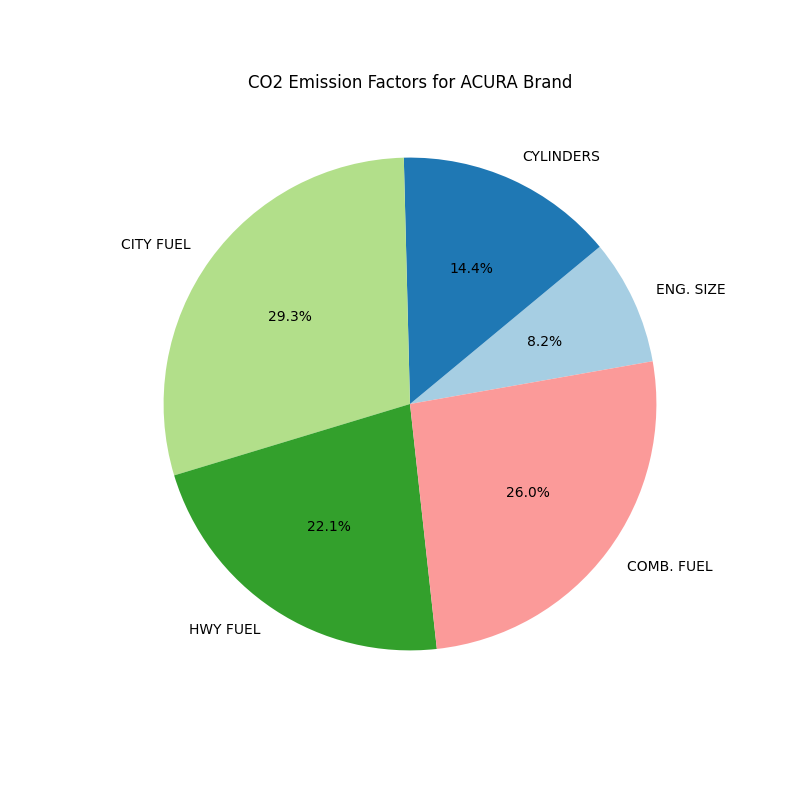 CO2 Emission Factors for ACURA Brand
CYLINDERS
14.4%
ENG. SIZE
8.2%
CITY FUEL
29.3%
HWY FUEL
22.1%
COMB. FUEL
26.0%